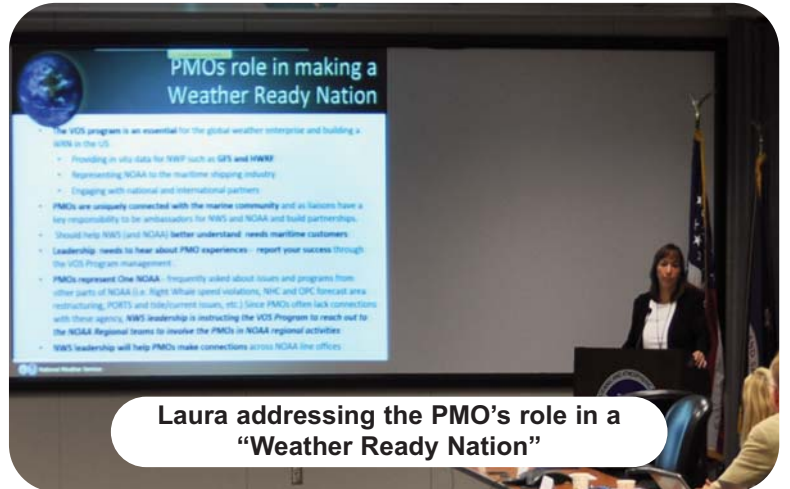 PMOs role in making a
Weather Ready Nation
The VOS program is an essential for the global weather enterprise and building a
WRN in the US
Providing in situ data for NWP such as GFS and HWRF
Representing NOAA to the maritime shipping industry
Engaging with national and international partners
PMOs are uniquely connected with the marine community and as liaisons have a
key responsibility to be ambassadors for NWS and NOAA and build partnerships.
Should help NWS (and NOAA) better understand needs maritime customers
Leadership needs to hear about PMO experiences - report your success through
the VOS Program management
PMOs represent One NOAA - frequently asked about issues and programs from
other parts of NOAA (i.e. Right Whale speed violations, NHC and OPC forecast area
restructuring, PORTS and tide/current issues, etc.) Since PMOs often lack connections
with these agency, NWS leadership is instructing the VOS Program to reach out to
the NOAA Regional teams to involve the PMOs in NOAA regional activities
NWS leadership will help PMOs make connections across NOAA line offices
National Weather Service
Laura addressing the PMO's role in a
“Weather Ready Nation”